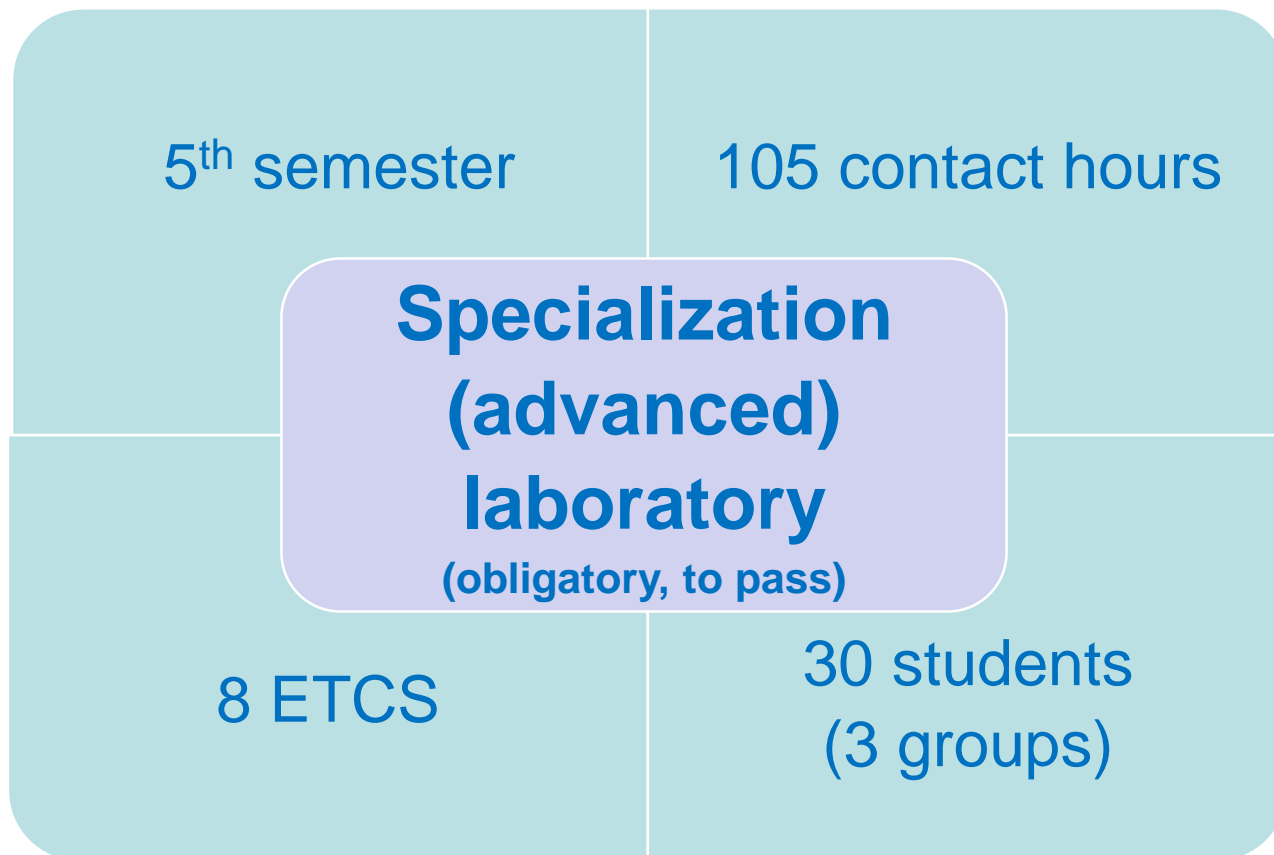 5th semester
105 contact hours
Specialization
(advanced)
laboratory
(obligatory, to pass)
8 ETCS
30 students
(3 groups)